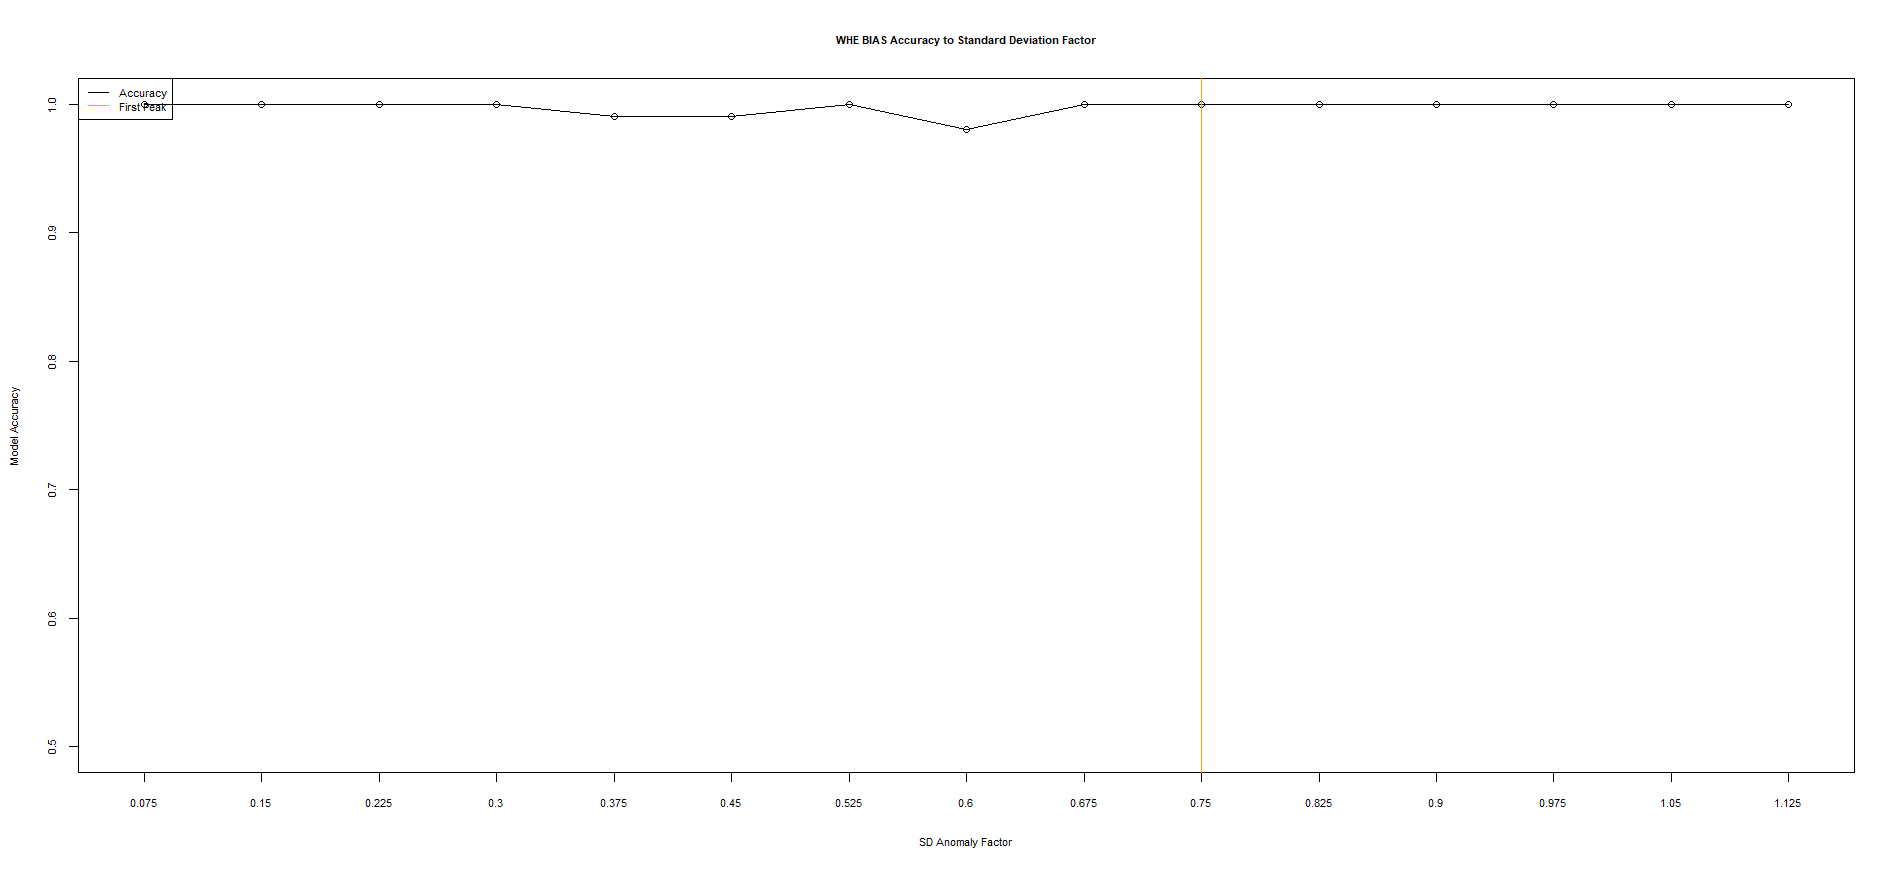 WHE BIAS Accuracy to Standard Deviation Factor
Accuracy
First Peak
1.0
0.9
0.8
0.7
0.6
0.5
Model Accuracy
0.075 0.15 0.225 0.3 0.375 0.45 0.525 0.6 0.675 0.75 0.825 0.9 0.975 1.05 1.125
SD Anomaly Factor